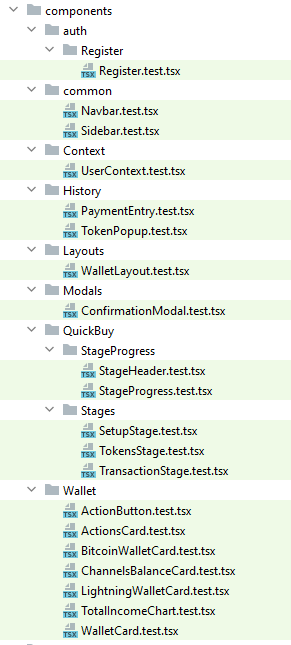 components
auth
Register
TSX Register.test.tsx
common
TSX Navbar.test.tsx
TSX Sidebar.test.tsx
Context
TSX UserContext.test.tsx
History
TSX PaymentEntry.test.tsx
TSX TokenPopup.test.tsx
Layouts
TSX WalletLayout.test.tsx
Modals
TSX ConfirmationModal.test.tsx
QuickBuy
StageProgress
TSX StageHeader.test.tsx
TSX StageProgress.test.tsx
Stages
TSX SetupStage.test.tsx
TSX TokensStage.test.tsx
TSX TransactionStage.test.tsx
Wallet
TSX ActionButton.test.tsx
TSX ActionsCard.test.tsx
TSX BitcoinWalletCard.test.tsx
TSX ChannelsBalanceCard.test.tsx
TSX LightningWalletCard.test.tsx
TSX TotalIncomeChart.test.tsx
TSX WalletCard.test.tsx